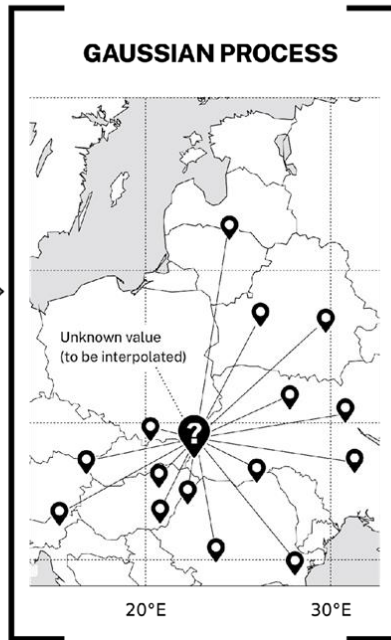 GAUSSIAN PROCESS
Unknown value
(to be interpolated)
?
20°E
30°E